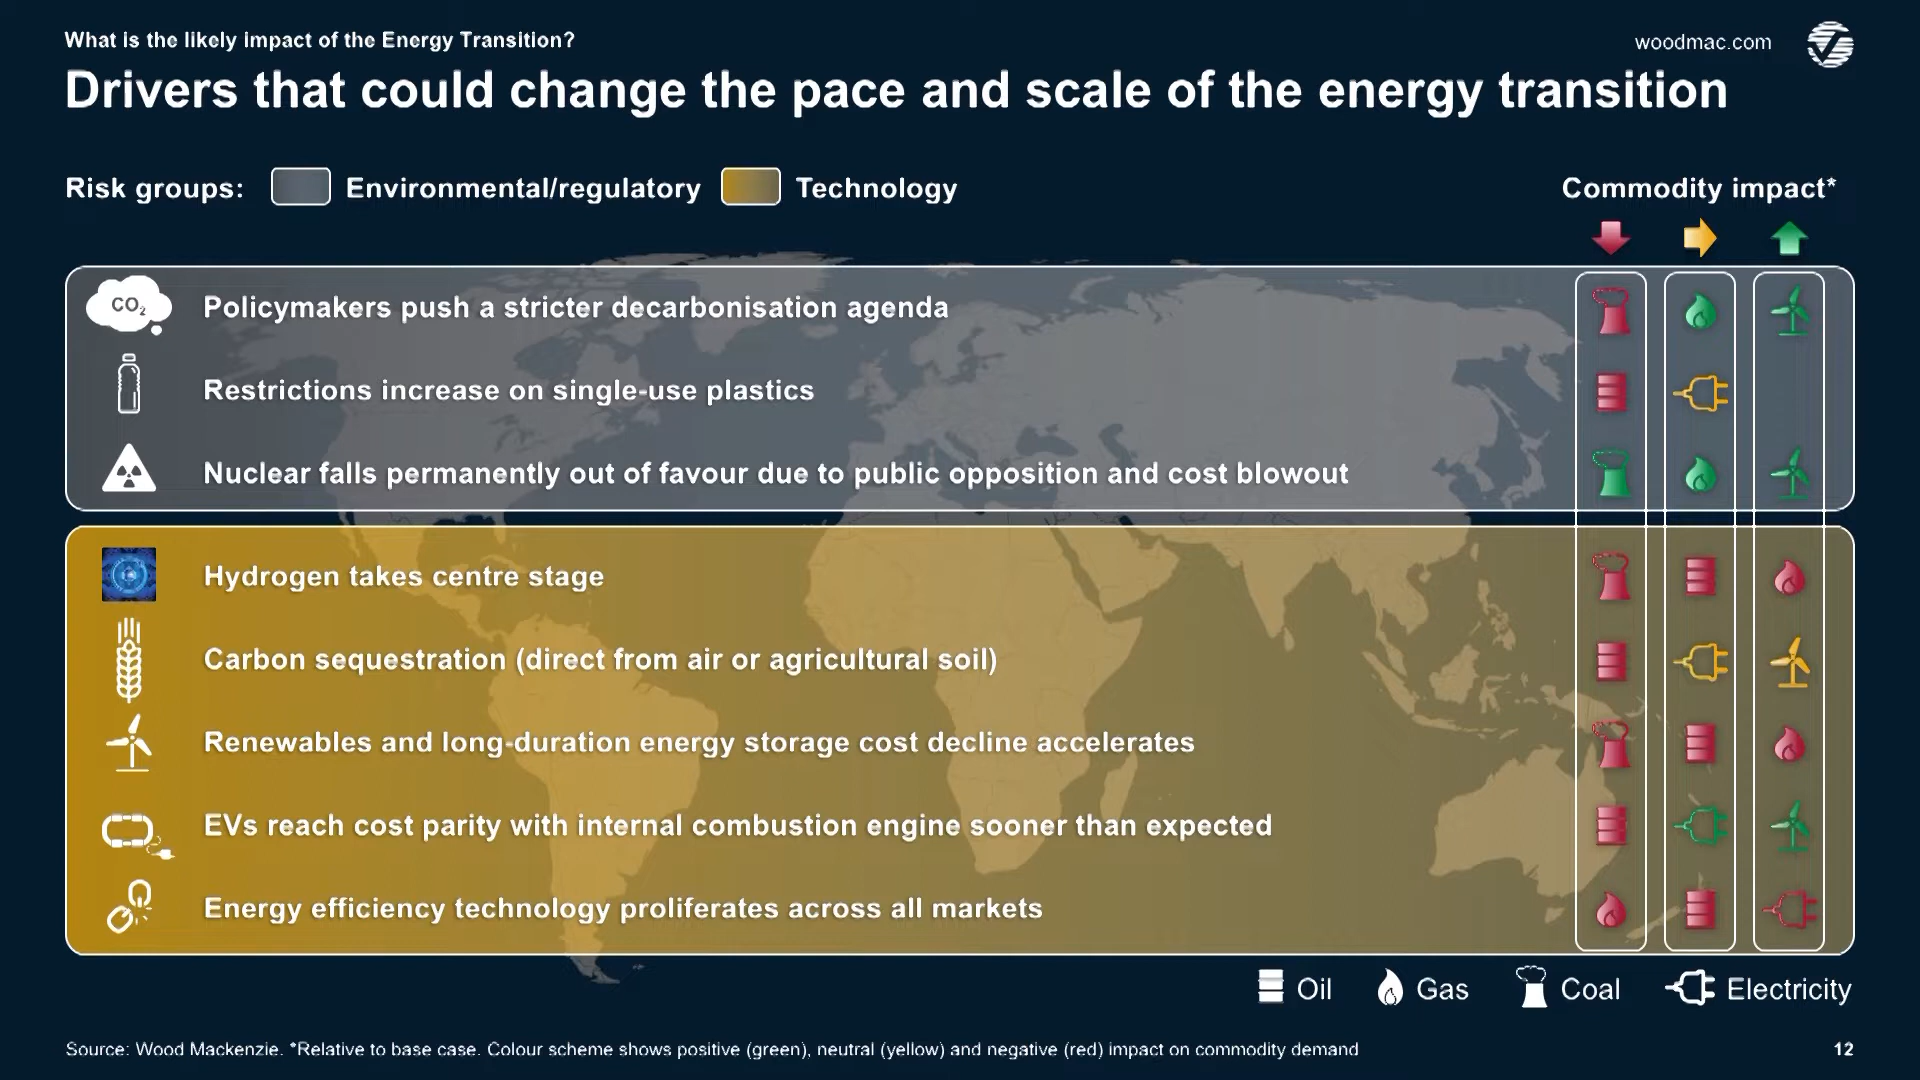 What is the likely impact of the Energy Transition?
woodmac.com
Drivers that could change the pace and scale of the energy transition
Risk groups: Environmental/regulatory Technology
Commodity impact*
CO₂
Policymakers push a stricter decarbonisation agenda
Restrictions increase on single-use plastics
Nuclear falls permanently out of favour due to public opposition and cost blowout
Hydrogen takes centre stage
Carbon sequestration (direct from air or agricultural soil)
Renewables and long-duration energy storage cost decline accelerates
EVs reach cost parity with internal combustion engine sooner than expected
Energy efficiency technology proliferates across all markets
Oil Gas Coal Electricity
Source: Wood Mackenzie. *Relative to base case. Colour scheme shows positive (green), neutral (yellow) and negative (red) impact on commodity demand
12